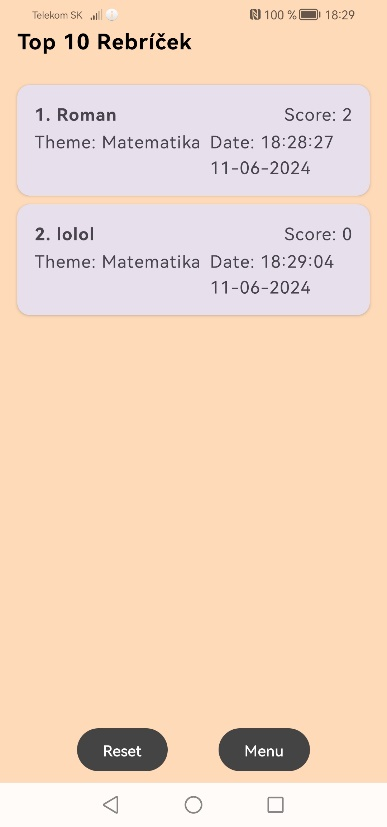 Telekom SK 100 % 18:29
Top 10 Rebríček
1. Roman Score: 2
Theme: Matematika Date: 18:28:27
11-06-2024
2. lolol Score: 0
Theme: Matematika Date: 18:29:04
11-06-2024
Reset Menu